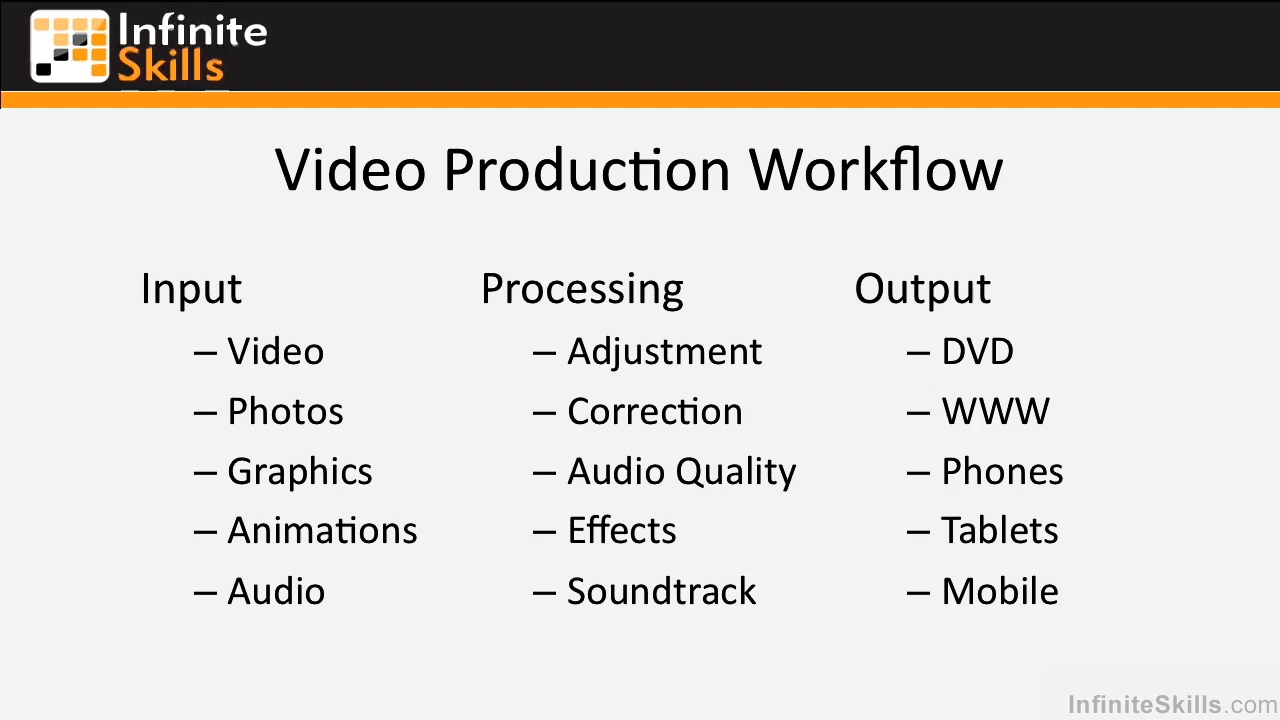 Infinite
Skills
Video Production Workflow
Input
– Video
– Photos
– Graphics
– Animations
– Audio
Processing
– Adjustment
– Correction
– Audio Quality
– Effects
– Soundtrack
Output
– DVD
– WWW
– Phones
– Tablets
– Mobile
InfiniteSkills.com